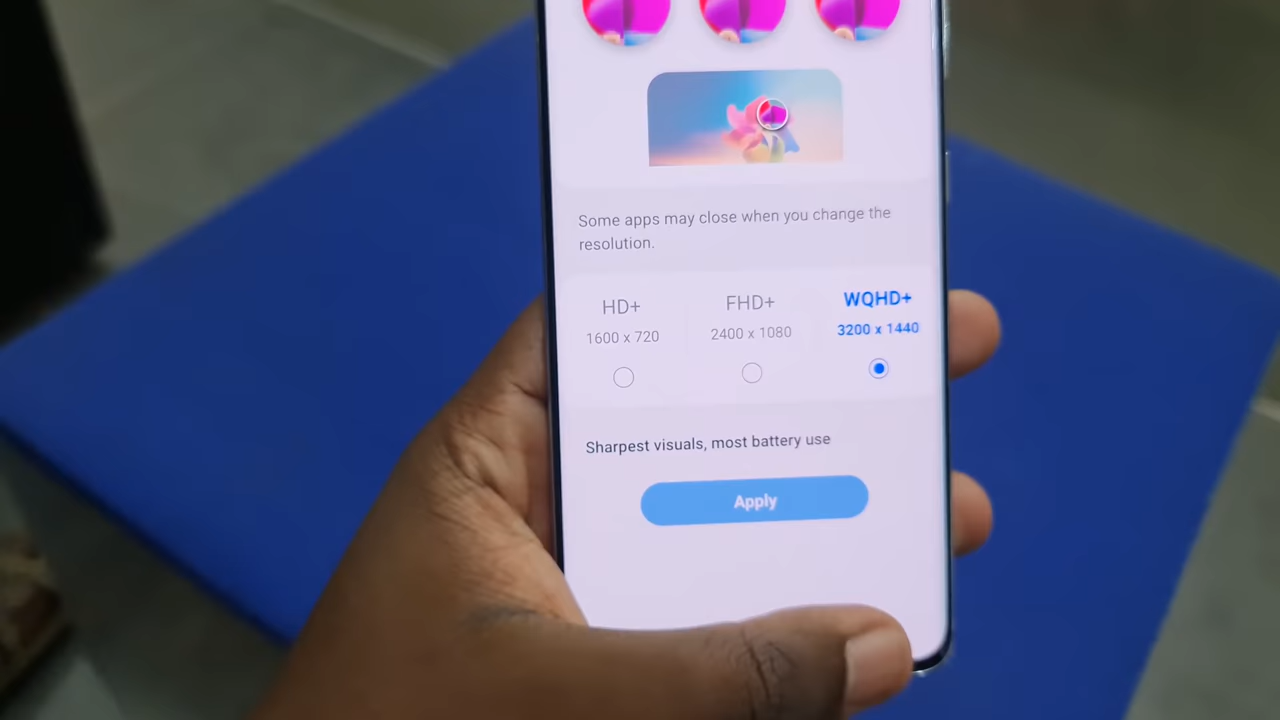 Some apps may close when you change the
resolution.
HD+
1600 x 720
FHD+
2400 x 1080
WQHD+
3200 x 1440
Sharpest visuals, most battery use
Apply